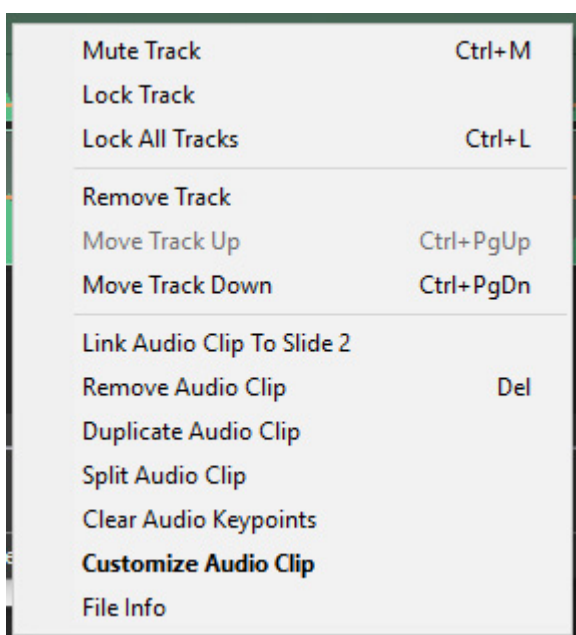 Mute Track Ctrl+M
Lock Track
Lock All Tracks Ctrl+L
Remove Track
Move Track Up Ctrl+PgUp
Move Track Down Ctrl+PgDn
Link Audio Clip To Slide 2
Remove Audio Clip Del
Duplicate Audio Clip
Split Audio Clip
Clear Audio Keypoints
Customize Audio Clip
File Info